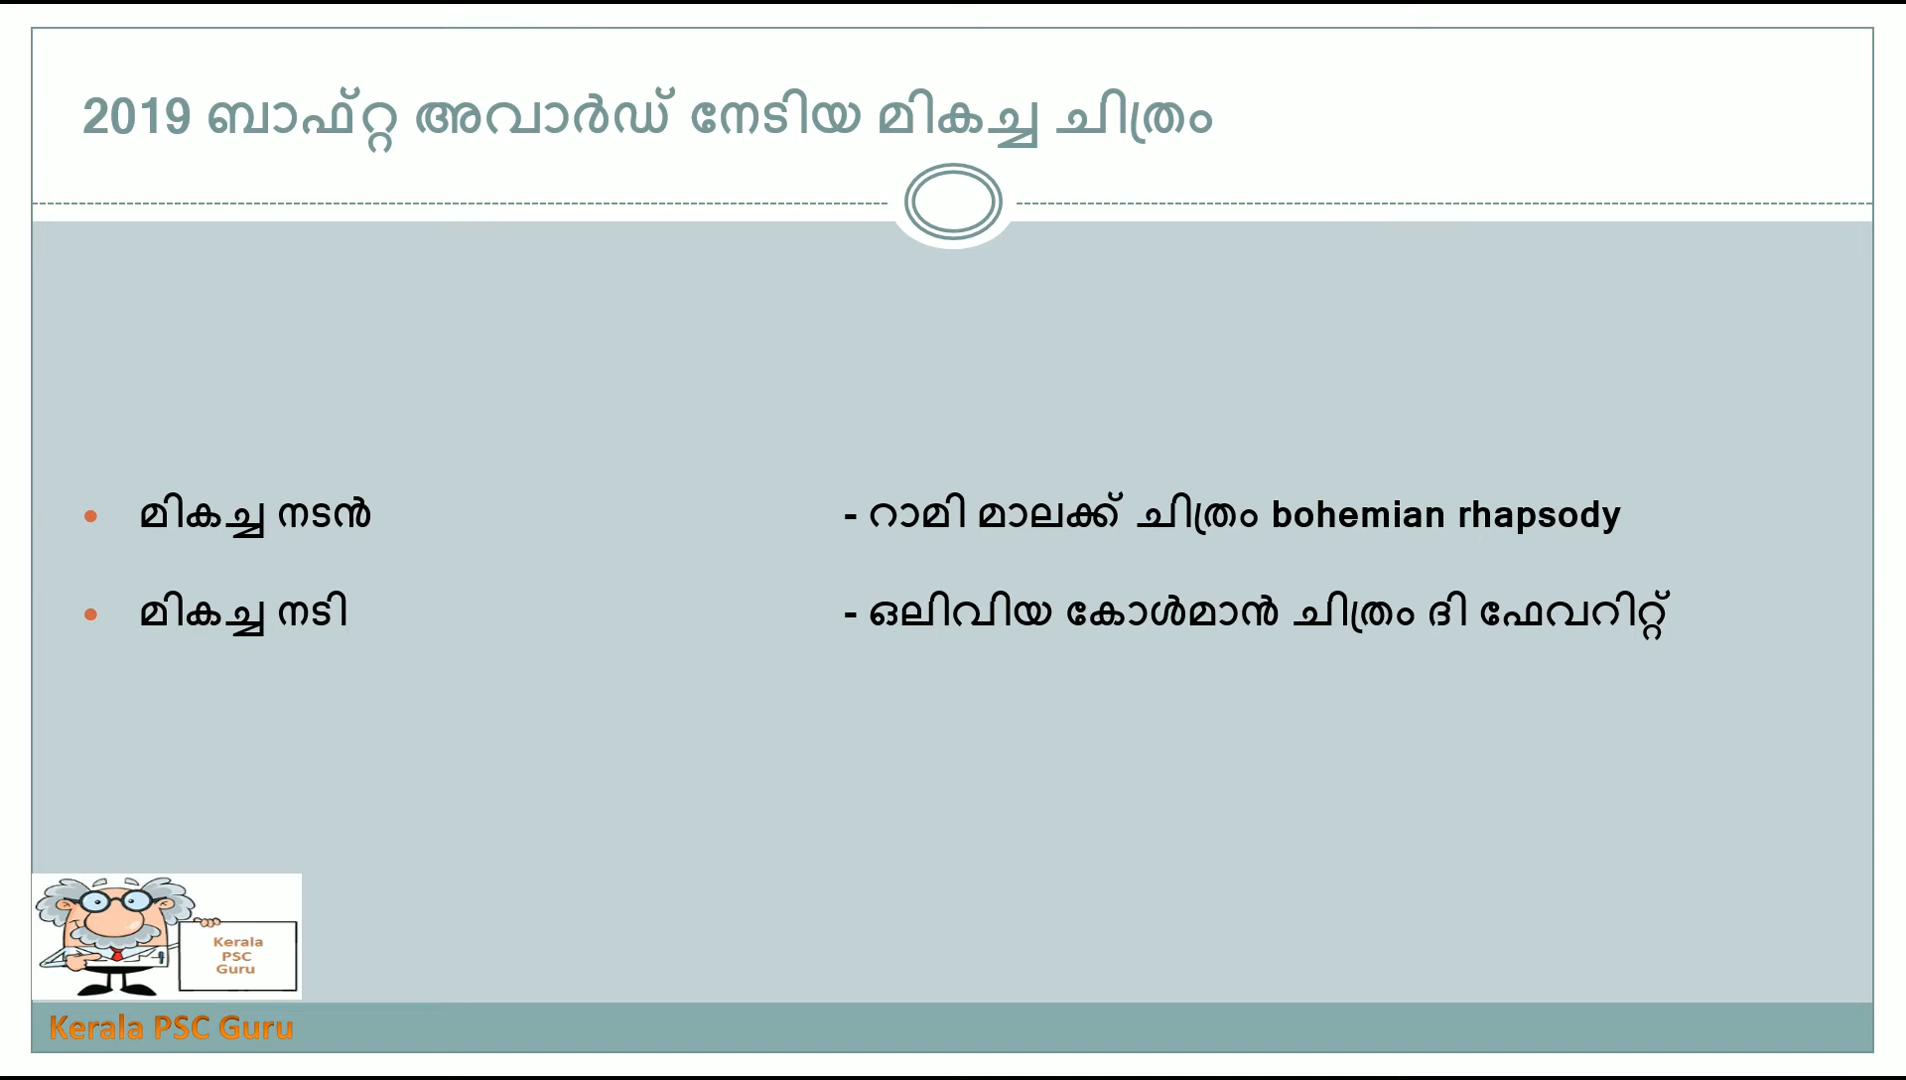 2019 ബാഫ്റ്റ അവാർഡ് നേടിയ മികച്ച ചിത്രം
മികച്ച നടൻ - റാമി മാലക്ക് ചിത്രം bohemian rhapsody
മികച്ച നടി - ഒലിവിയ കോൾമാൻ ചിത്രം ദി ഫേവറിറ്റ്
Kerala
PSC
Guru
Kerala PSC Guru